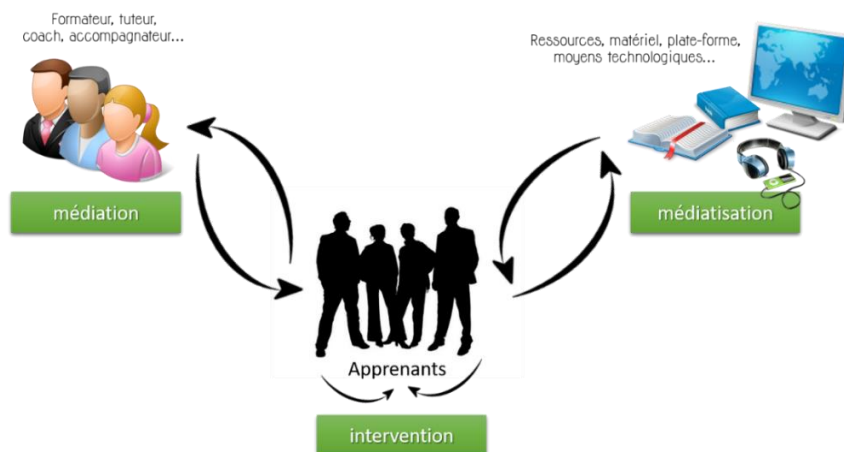 Formateur, tuteur,
coach, accompagnateur...
médiation
Ressources, matériel, plate-forme,
moyens technologiques...
médiatisation
Apprenants
intervention